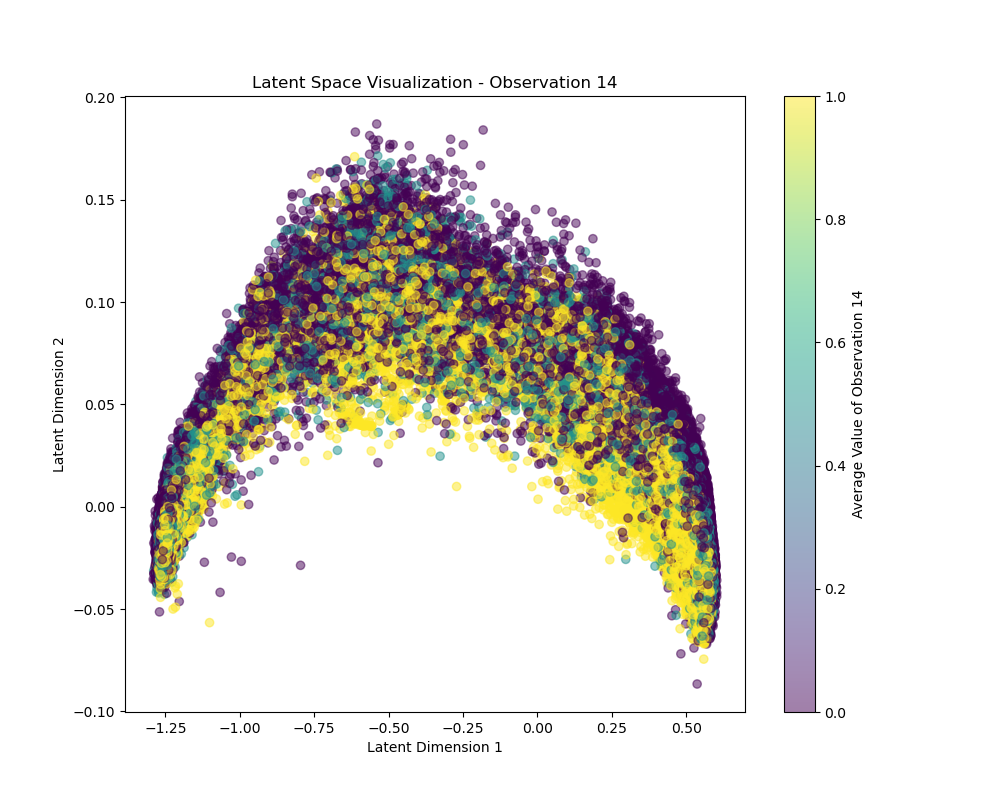 Latent Space Visualization - Observation 14
0.20
0.15
0.10
0.05
0.00
−0.05
−0.10
Latent Dimension 2
−1.25 −1.00 −0.75 −0.50 −0.25 0.00 0.25 0.50
Latent Dimension 1
1.0
0.8
0.6
0.4
0.2
0.0
Average Value of Observation 14